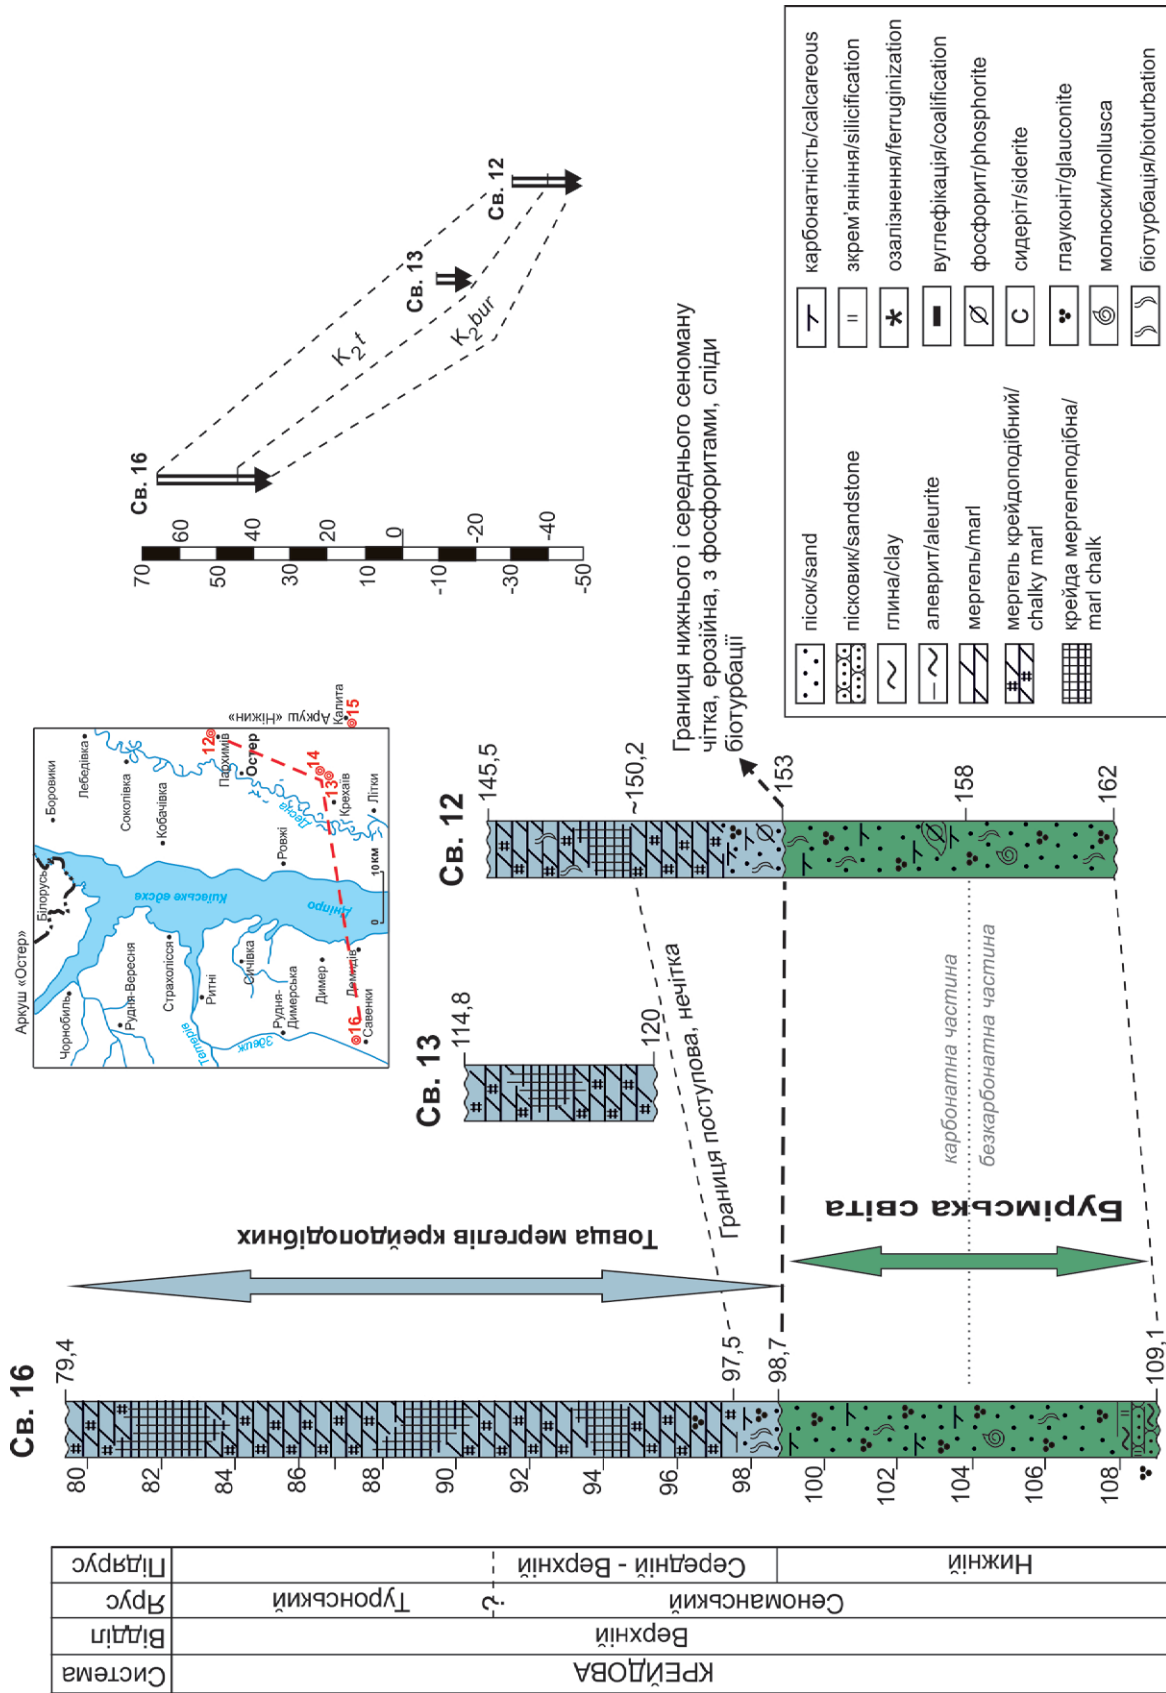 Св. 16
79,4
97,5
98,7
109,1
80
82
84
86
88
90
92
94
96
98
100
102
104
106
108
Товща мергелів крейдоподібних
Бурімська світа
Св. 13
114,8
120
Св. 12
145,5
~150,2
153
158
162
Границя поступова, нечітка
карбонатна частина
безкарбонатна частина
Границя нижнього і середнього сеноману
чітка, ерозійна, з фосфоритами, сліди
біотурбації
Система
Відділ
Ярус
Підярус
КРЕЙДОВА
Верхній
Туронський
?
Сеноманський
Середній - Верхній
Нижній
Аркуш «Остер»
Білорусь
Чорнобиль
Рудня-Вересня
Страхолісся
Ритні
Тетерів
Здвиж
Сичівка
Рудня-
Димерська
Димер
Демидів
Савенки
16
Київське вдсхв
Дніпро
Боровики
Лебедівка
Соколівка
Кобачівка
Ровжі
Пархимів
12
Остер
Десна
14
13
Крехаїв
Літки
0
10 КМ
Аркуш «Ніжин»
Калита
15
70
60
50
40
30
20
10
0
-10
-20
-30
-40
-50
Св. 16
Св. 13
Св. 12
K2t
K2bur
пісок/sand
пісковик/sandstone
глина/clay
алеврит/aleurite
мергель/marl
мергель крейдоподібний/
chalky marl
крейда мергелеподібна/
marl chalk
карбонатність/calcareous
зкрем’яніння/silicification
озалізнення/ferruginization
вуглефікація/coalification
фосфорит/phosphorite
C
сидеріт/siderite
глауконіт/glauconite
молюски/mollusca
біотурбація/bioturbation